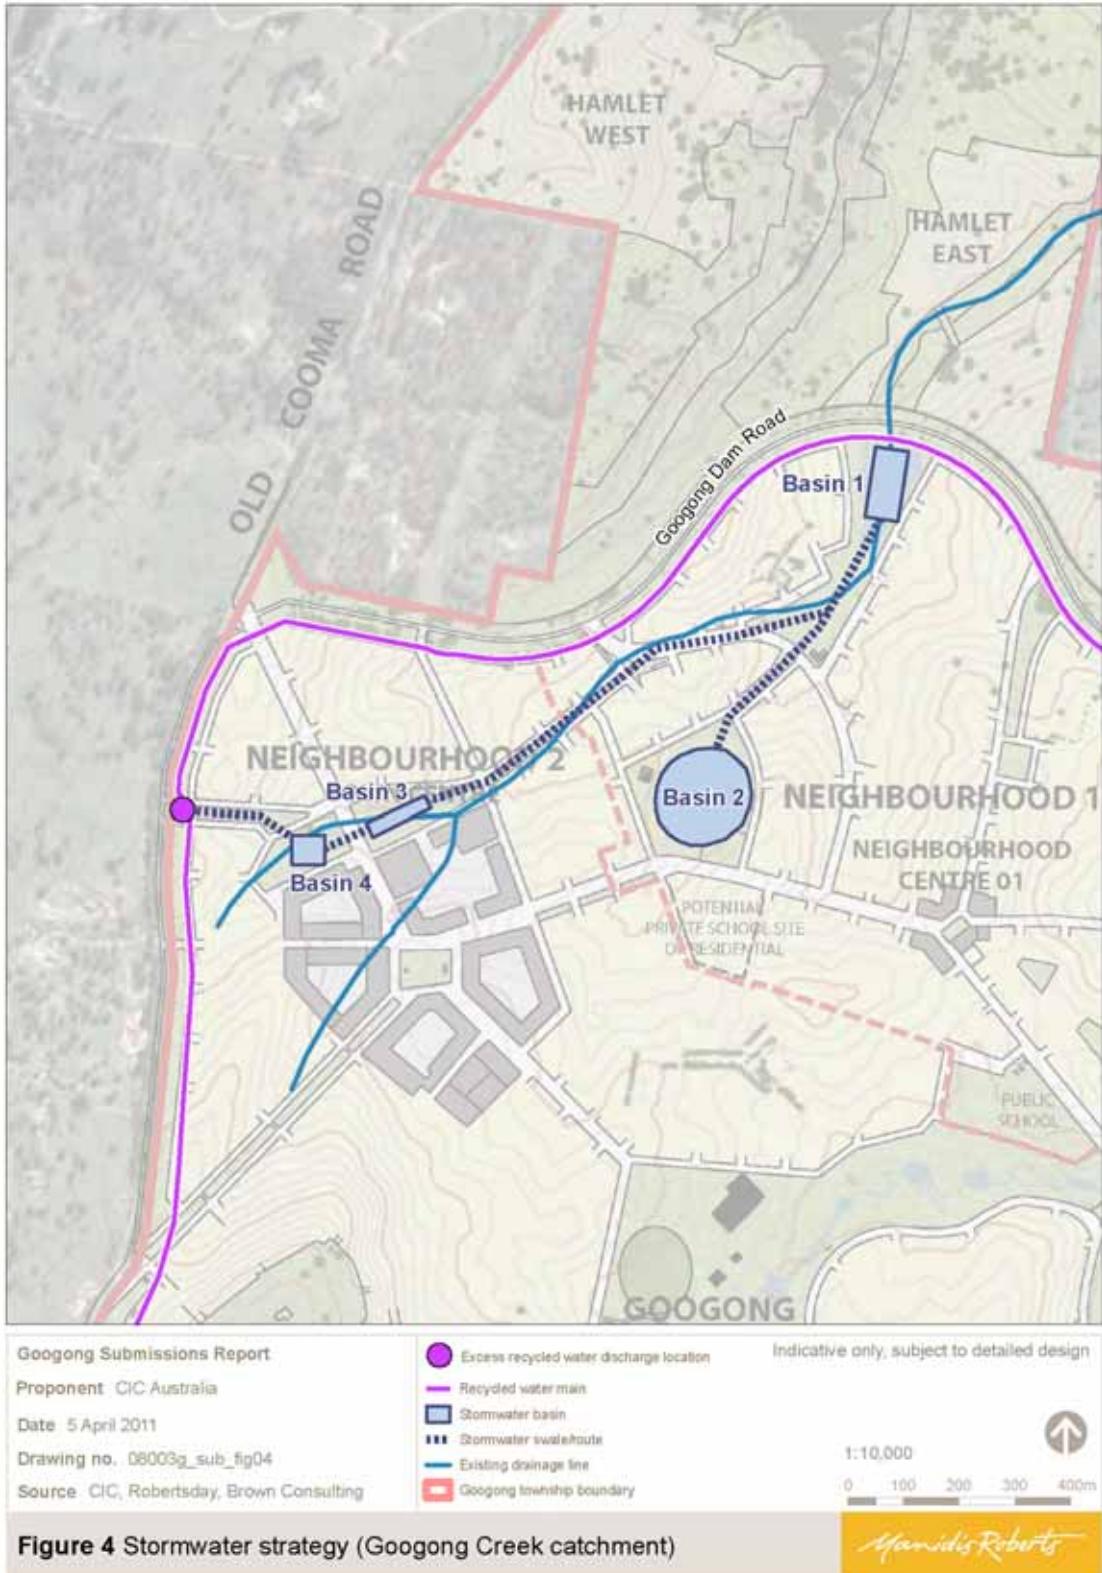 HAMLET
WEST
HAMLET
EAST
OLD COOMA ROAD
Googong Dam Road
Basin 1
NEIGHBOURHOOD 2
Basin 3
Basin 2
NEIGHBOURHOOD 1
NEIGHBOURHOOD
CENTRE 01
Basin 4
POTENTIAL
PRIVATE SCHOOL SITE
OR RESIDENTIAL
PUBLIC
SCHOOL
GOOGONG
Googong Submissions Report
Proponent CIC Australia
Date 5 April 2011
Drawing no. 08003g_sub_fig04
Source CIC, Robertsday, Brown Consulting
Excess recycled water discharge location
Recycled water main
Stormwater basin
Stormwater swale/route
Existing drainage line
Googong township boundary
Indicative only, subject to detailed design
1:10,000
0 100 200 300 400m
Figure 4 Stormwater strategy (Googong Creek catchment)
Manidis Roberts